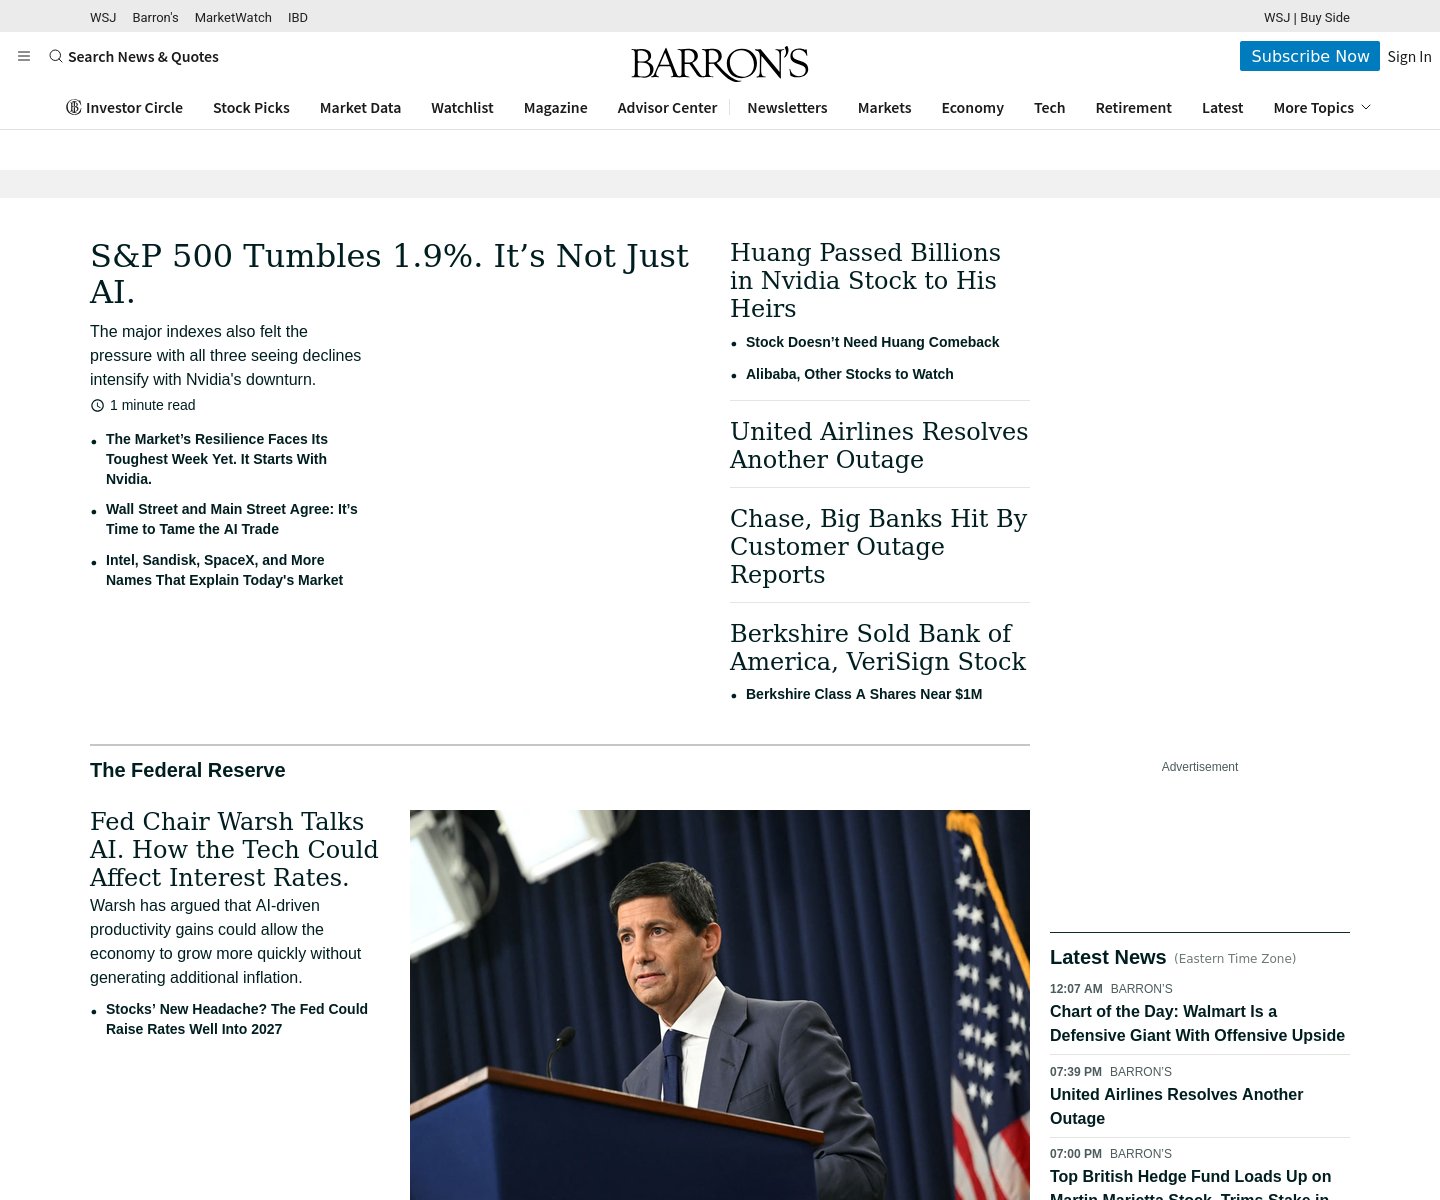 WSJ Barron's MarketWatch IBD WSJ | Buy Side
Search News & Quotes
BARRON'S
Subscribe Now Sign In
Investor Circle Stock Picks Market Data Watchlist Magazine Advisor Center Newsletters Markets Economy Tech Retirement Latest More Topics
S&P 500 Tumbles 1.9%. It’s Not Just
AI.
The major indexes also felt the
pressure with all three seeing declines
intensify with Nvidia's downturn.
1 minute read
• The Market’s Resilience Faces Its
Toughest Week Yet. It Starts With
Nvidia.
• Wall Street and Main Street Agree: It’s
Time to Tame the AI Trade
• Intel, Sandisk, SpaceX, and More
Names That Explain Today's Market
Huang Passed Billions
in Nvidia Stock to His
Heirs
• Stock Doesn’t Need Huang Comeback
• Alibaba, Other Stocks to Watch
United Airlines Resolves
Another Outage
Chase, Big Banks Hit By
Customer Outage
Reports
Berkshire Sold Bank of
America, VeriSign Stock
• Berkshire Class A Shares Near $1M
The Federal Reserve
Fed Chair Warsh Talks
AI. How the Tech Could
Affect Interest Rates.
Warsh has argued that AI-driven
productivity gains could allow the
economy to grow more quickly without
generating additional inflation.
• Stocks’ New Headache? The Fed Could
Raise Rates Well Into 2027
Advertisement
Latest News (Eastern Time Zone)
12:07 AM BARRON’S
Chart of the Day: Walmart Is a
Defensive Giant With Offensive Upside
07:39 PM BARRON’S
United Airlines Resolves Another
Outage
07:00 PM BARRON’S
Top British Hedge Fund Loads Up on
Martin Marietta Stock, Trims Stake in